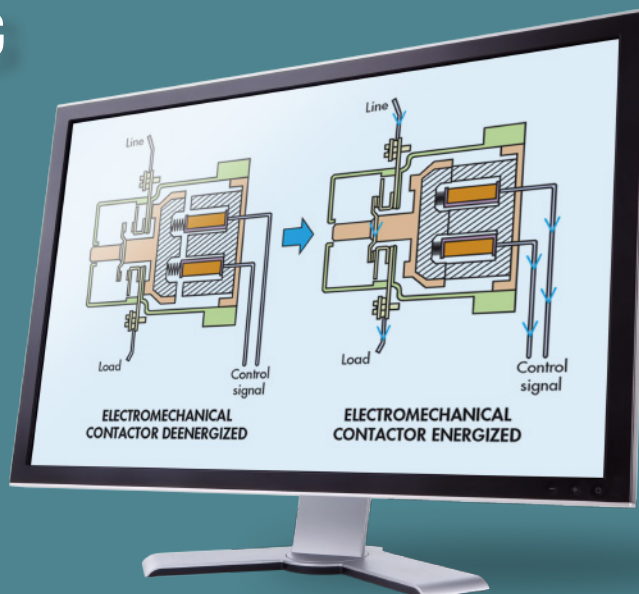 Line
Load
Control
signal
ELECTROMECHANICAL
CONTACTOR DEENERGIZED
Line
Load
Control
signal
ELECTROMECHANICAL
CONTACTOR ENERGIZED